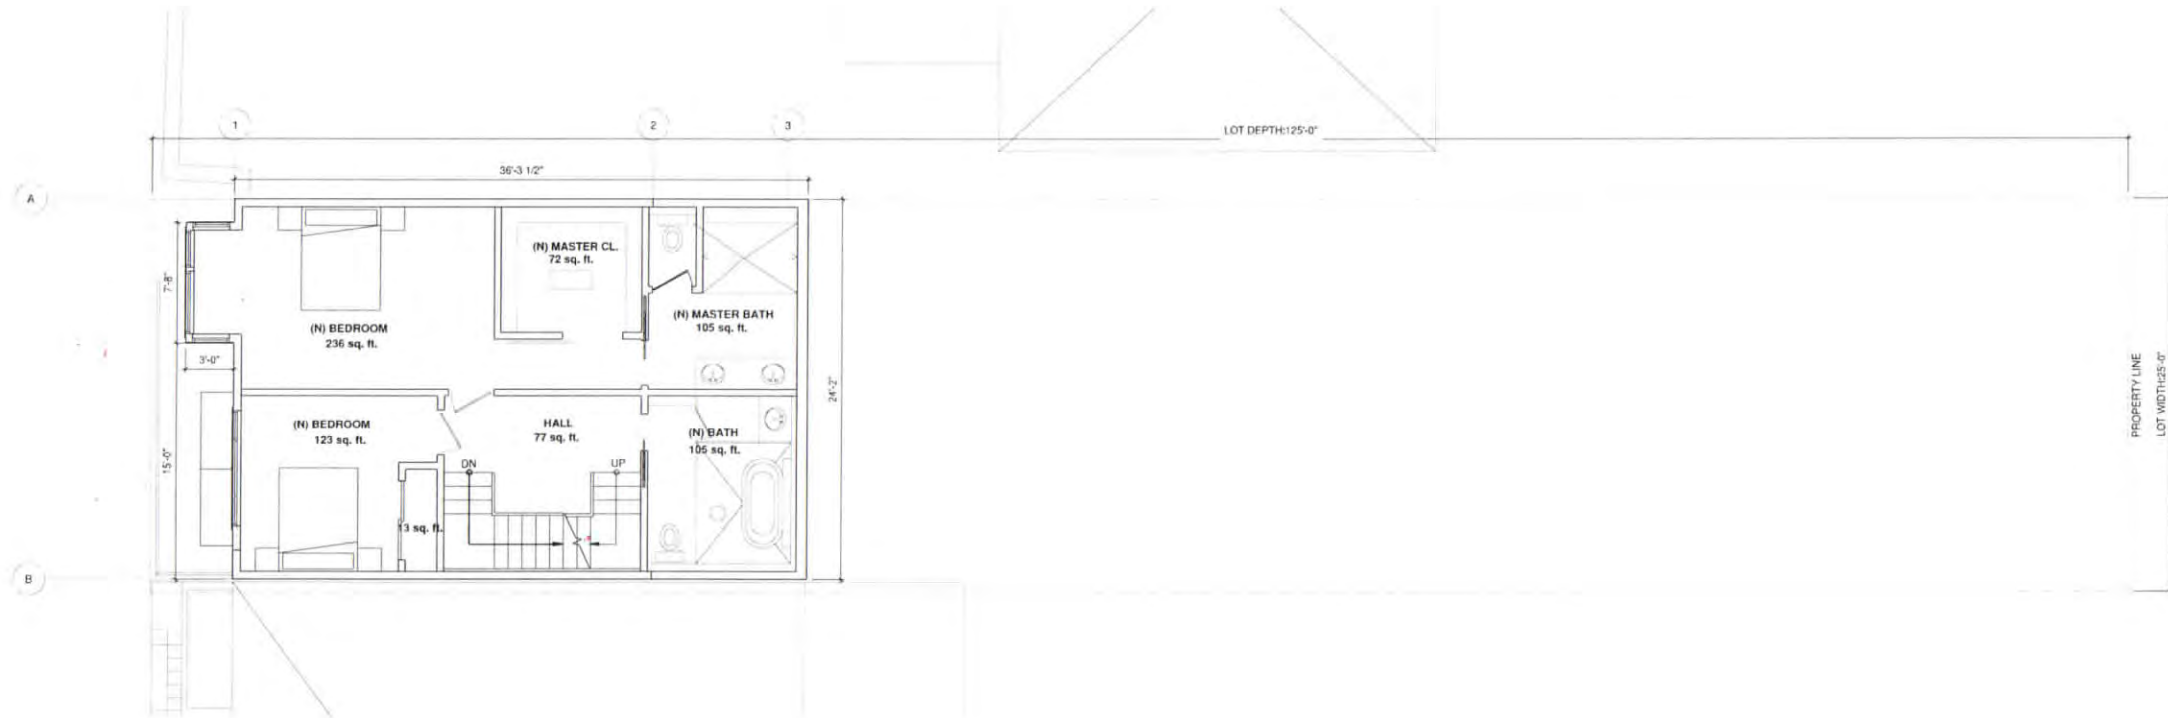 1
2
3
LOT DEPTH:125'-0"
36'-3 1/2"
A
(N) MASTER CL.
72 sq. ft.
7'-8"
(N) MASTER BATH
105 sq. ft.
(N) BEDROOM
236 sq. ft.
3'-0"
24'-2"
PROPERTY LINE
LOT WIDTH:25'-0"
(N) BEDROOM
123 sq. ft.
HALL
77 sq. ft.
(N) BATH
105 sq. ft.
15'-0"
DN
UP
13 sq. ft.
B